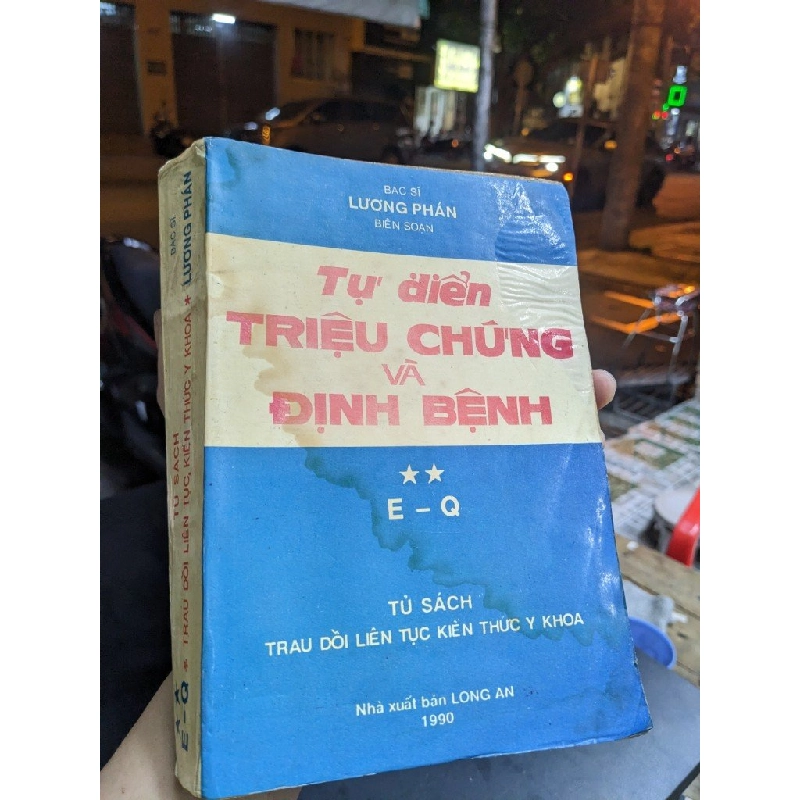 BÁC SĨ
LƯƠNG PHÁN
BIÊN SOẠN
Tự điển
TRIỆU CHỨNG
VÀ
ĐỊNH BỆNH
★★
E – Q
TỦ SÁCH
TRAU DỒI LIÊN TỤC KIẾN THỨC Y KHOA
Nhà xuất bản LONG AN
1990
BÁC SĨ
LƯƠNG PHÁN
TỦ SÁCH
TRAU DỒI LIÊN TỤC, KIẾN THỨC Y KHOA ★
★★
E – Q ★